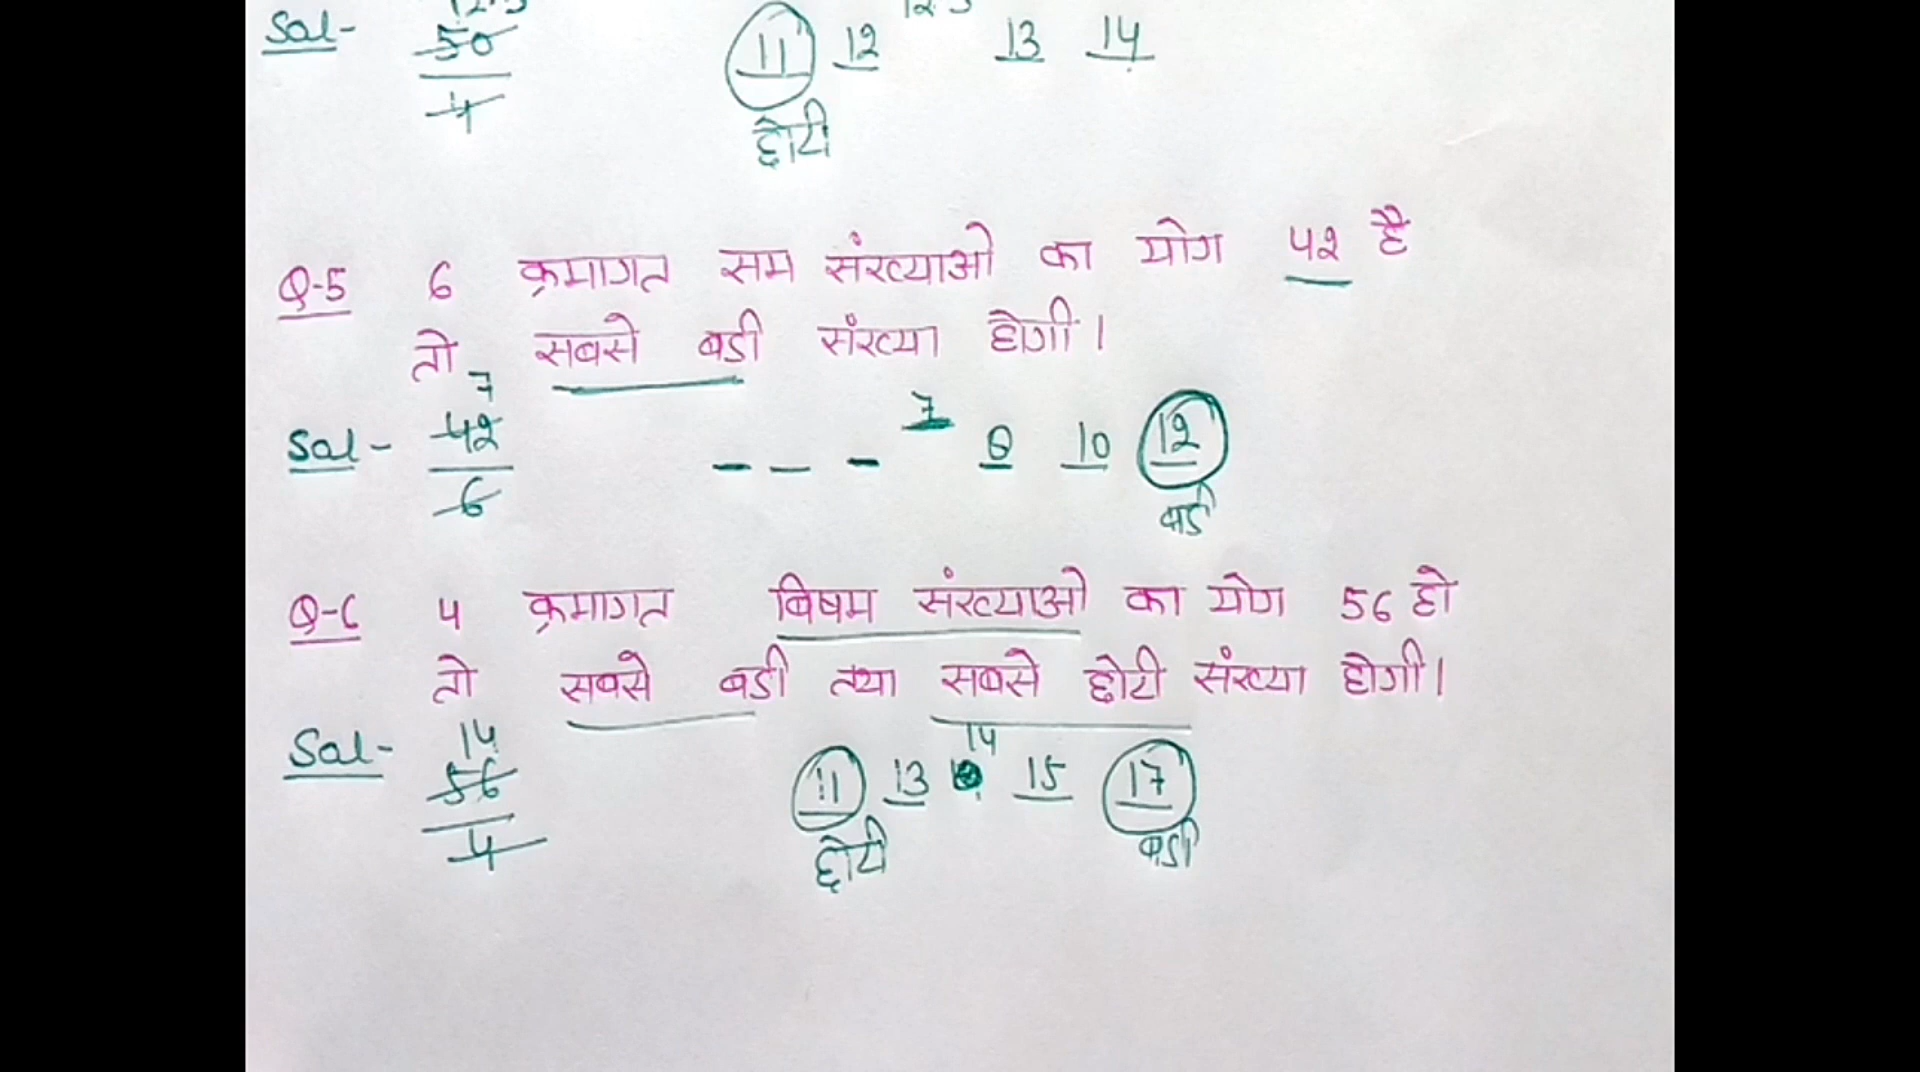 Sol- 50 11 12 12.5 13 14
4
छोटी
Q-5 6 क्रमागत सम संख्याओ का योग 42 है
तो सबसे बडी संख्या होगी।
7
Sol- 42 7 8 10 12
6
बडी
Q-6 4 क्रमागत बिषम संख्याओ का योग 56 हो
तो सबसे बडी तथा सबसे छोटी संख्या होगी।
14 14
Sol- 56 11 13 15 17
4
छोटी बडी